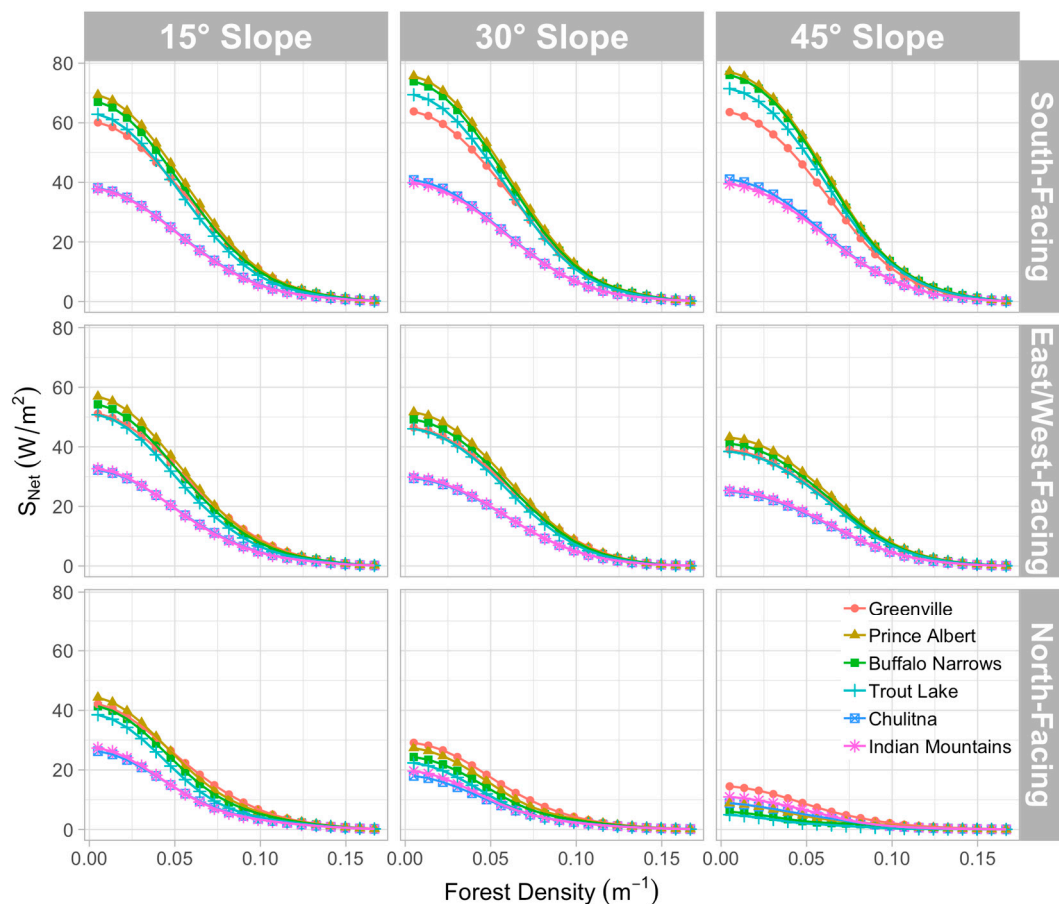 15° Slope
30° Slope
45° Slope
80
60
40
20
0
South-Facing
80
60
40
20
0
East/West-Facing
80
60
40
20
0
North-Facing
S_Net (W/m²)
Greenville
Prince Albert
Buffalo Narrows
Trout Lake
Chulitna
Indian Mountains
0.00 0.05 0.10 0.15 0.00 0.05 0.10 0.15 0.00 0.05 0.10 0.15
Forest Density (m⁻¹)